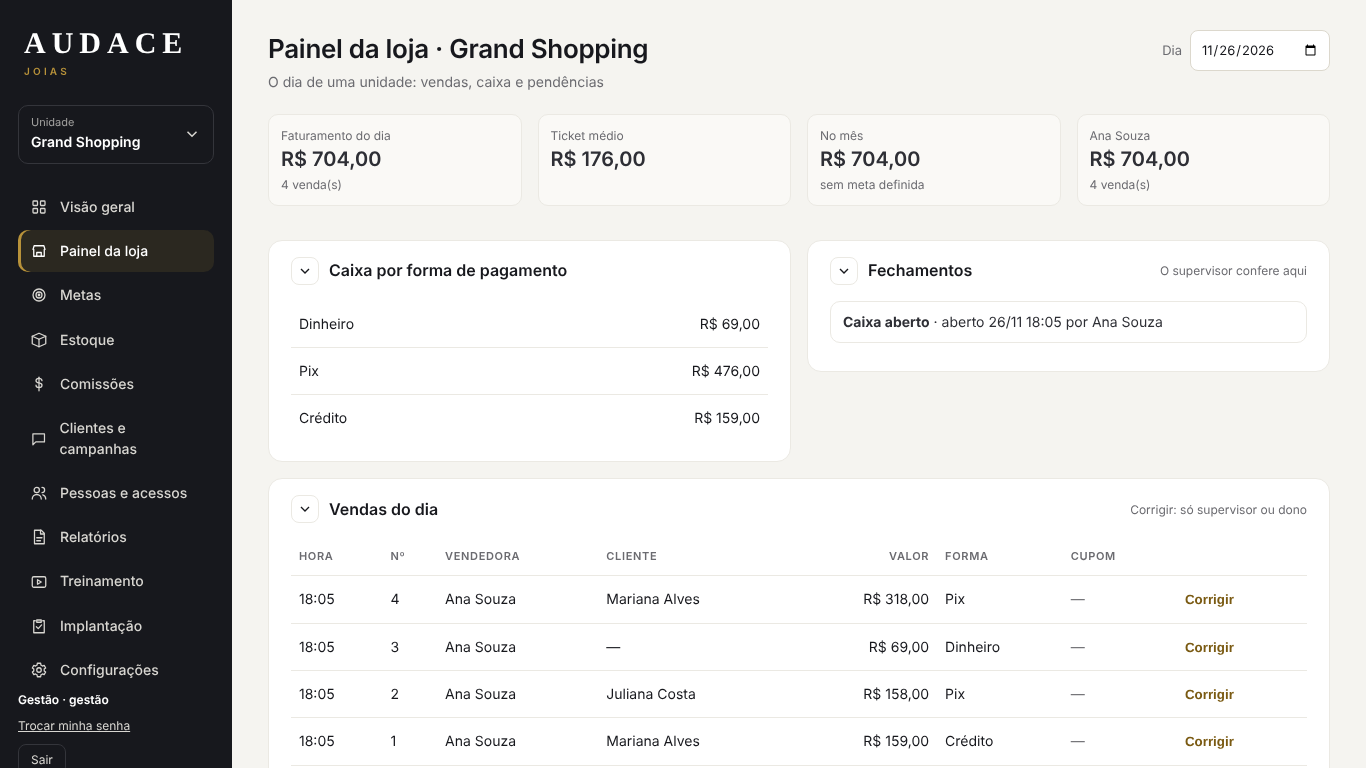 AUDACE
JOIAS
Unidade
Grand Shopping
Visão geral
Painel da loja
Metas
Estoque
Comissões
Clientes e
campanhas
Pessoas e acessos
Relatórios
Treinamento
Implantação
Configurações
Gestão · gestão
Trocar minha senha
Sair
Painel da loja · Grand Shopping
O dia de uma unidade: vendas, caixa e pendências
Dia 11/26/2026
Faturamento do dia
R$ 704,00
4 venda(s)
Ticket médio
R$ 176,00
No mês
R$ 704,00
sem meta definida
Ana Souza
R$ 704,00
4 venda(s)
Caixa por forma de pagamento
Dinheiro R$ 69,00
Pix R$ 476,00
Crédito R$ 159,00
Fechamentos O supervisor confere aqui
Caixa aberto · aberto 26/11 18:05 por Ana Souza
Vendas do dia Corrigir: só supervisor ou dono
HORA Nº VENDEDORA CLIENTE VALOR FORMA CUPOM
18:05 4 Ana Souza Mariana Alves R$ 318,00 Pix — Corrigir
18:05 3 Ana Souza — R$ 69,00 Dinheiro — Corrigir
18:05 2 Ana Souza Juliana Costa R$ 158,00 Pix — Corrigir
18:05 1 Ana Souza Mariana Alves R$ 159,00 Crédito — Corrigir